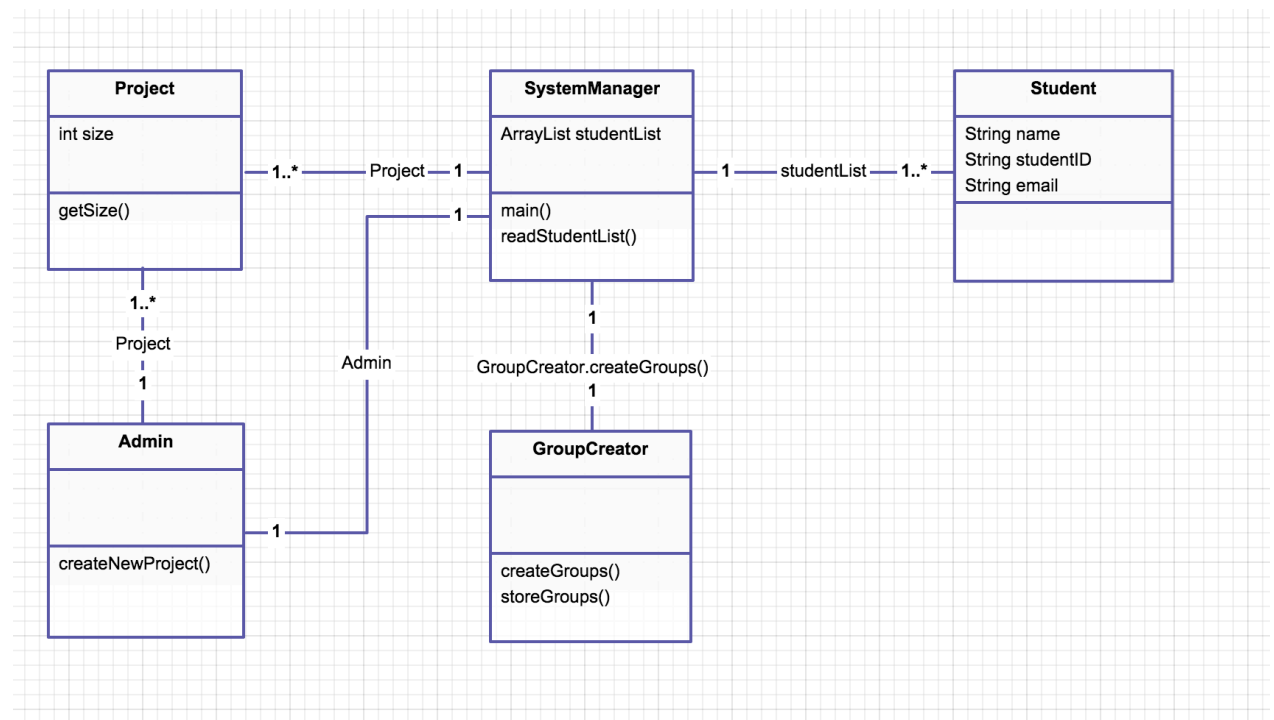 Project
int size
getSize()
1..*
Project
1
SystemManager
ArrayList studentList
main()
readStudentList()
1
studentList
1..*
Student
String name
String studentID
String email
1
Admin
1
1..*
Project
1
Admin
createNewProject()
1
GroupCreator.createGroups()
1
GroupCreator
createGroups()
storeGroups()